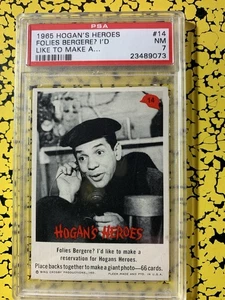 PSA
1965 HOGAN'S HEROES #14
FOLIES BERGERE? I'D NM
LIKE TO MAKE A... 7
23489073
14
HOGAN'S HEROES
Folies Bergere? I'd like to make a
reservation for Hogans Heroes.
Place backs together to make a giant photo—66 cards.